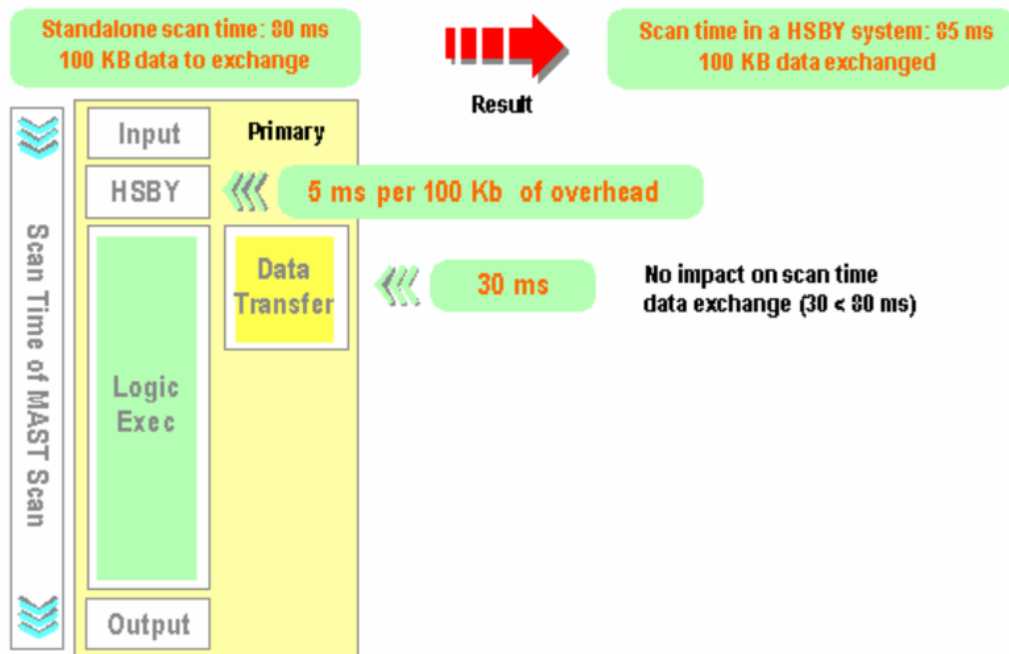 Standalone scan time: 80 ms
100 KB data to exchange
Result
Scan time in a HSBY system: 85 ms
100 KB data exchanged
Scan Time of MAST Scan
Input
Primary
HSBY
5 ms per 100 Kb of overhead
Data
Transfer
30 ms
No impact on scan time
data exchange (30 < 80 ms)
Logic
Exec
Output